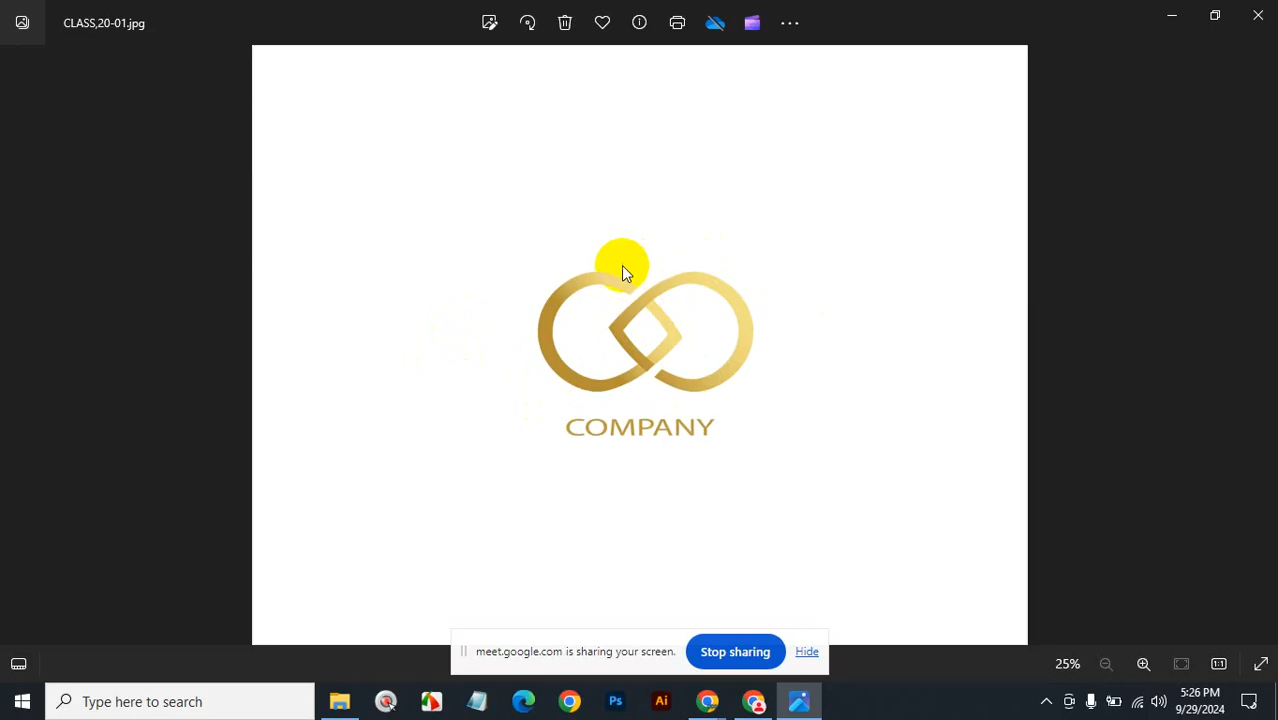 CLASS,20-01.jpg
COMPANY
meet.google.com is sharing your screen.
Stop sharing
Hide
25%
Type here to search
Ps
Ai
5:26 PM
9/29/2024